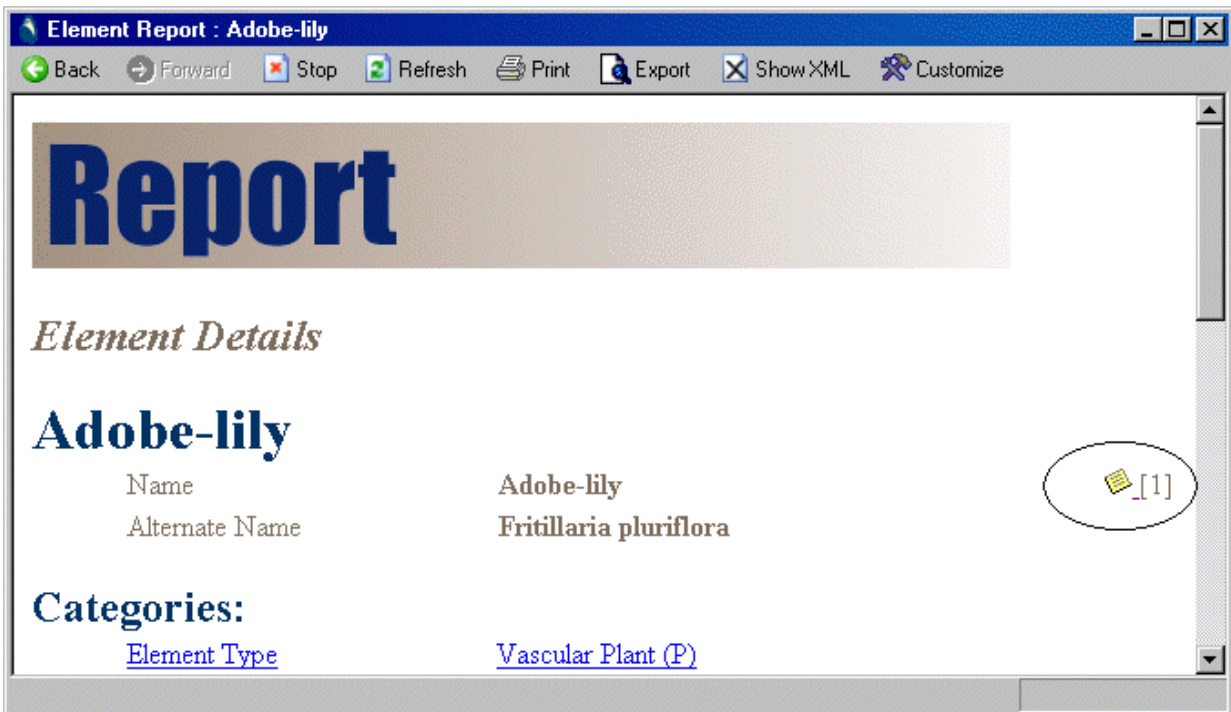 Element Report : Adobe-lily
Back Forward Stop Refresh Print Export Show XML Customize
Report
Element Details
Adobe-lily
Name Adobe-lily [1]
Alternate Name Fritillaria pluriflora
Categories:
Element Type Vascular Plant (P)